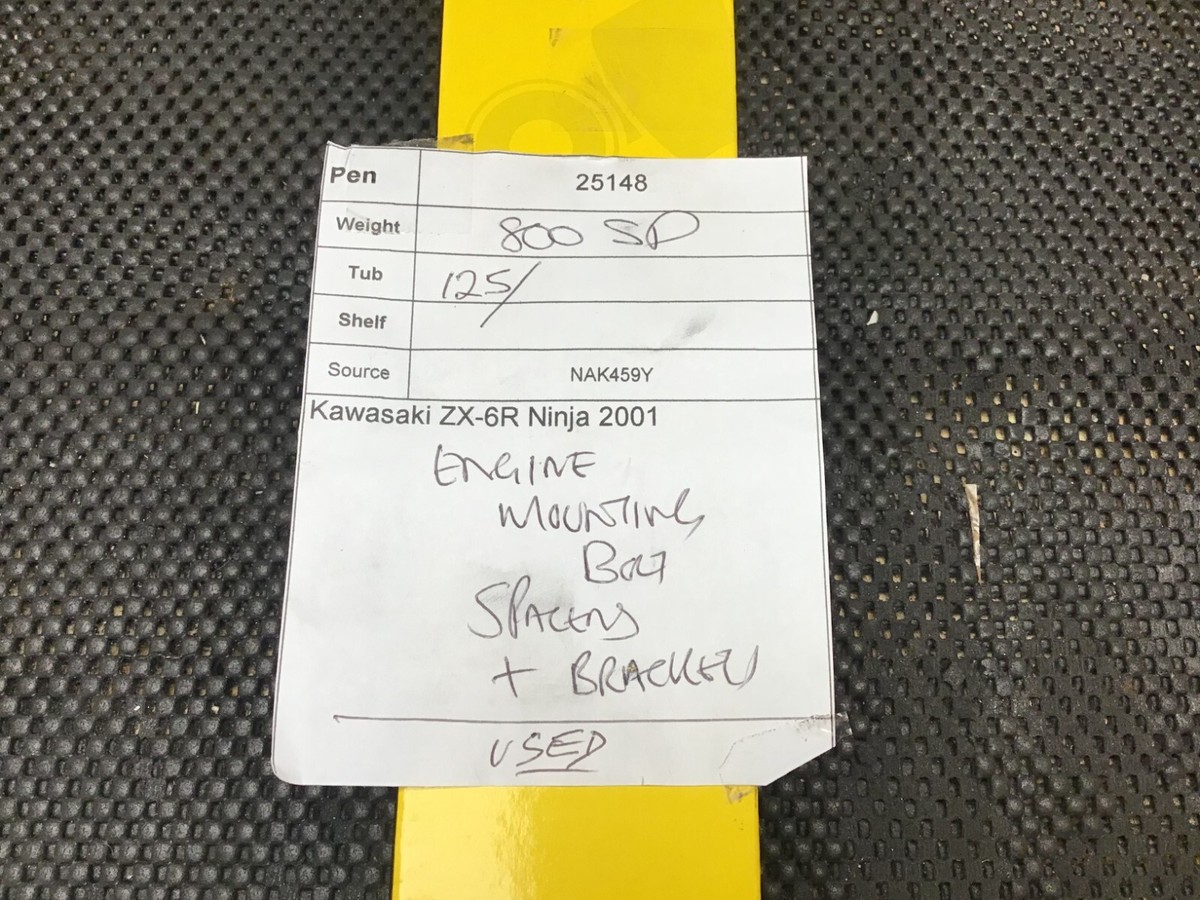 Pen 25148
Weight 800 SP
Tub 125/
Shelf
Source NAK459Y
Kawasaki ZX-6R Ninja 2001
ENGINE
MOUNTING
BOLT
SPACERS
+ BRACKETS
USED